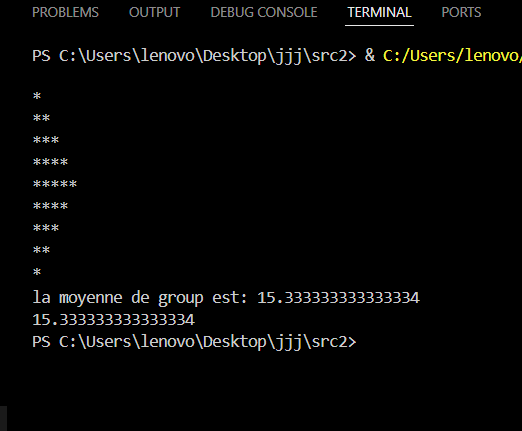 PROBLEMS OUTPUT DEBUG CONSOLE TERMINAL PORTS
PS C:\Users\lenovo\Desktop\jjj\src2> & C:/Users/lenovo/
*
**
***
****
*****
****
***
**
*
la moyenne de group est: 15.333333333333334
15.333333333333334
PS C:\Users\lenovo\Desktop\jjj\src2>